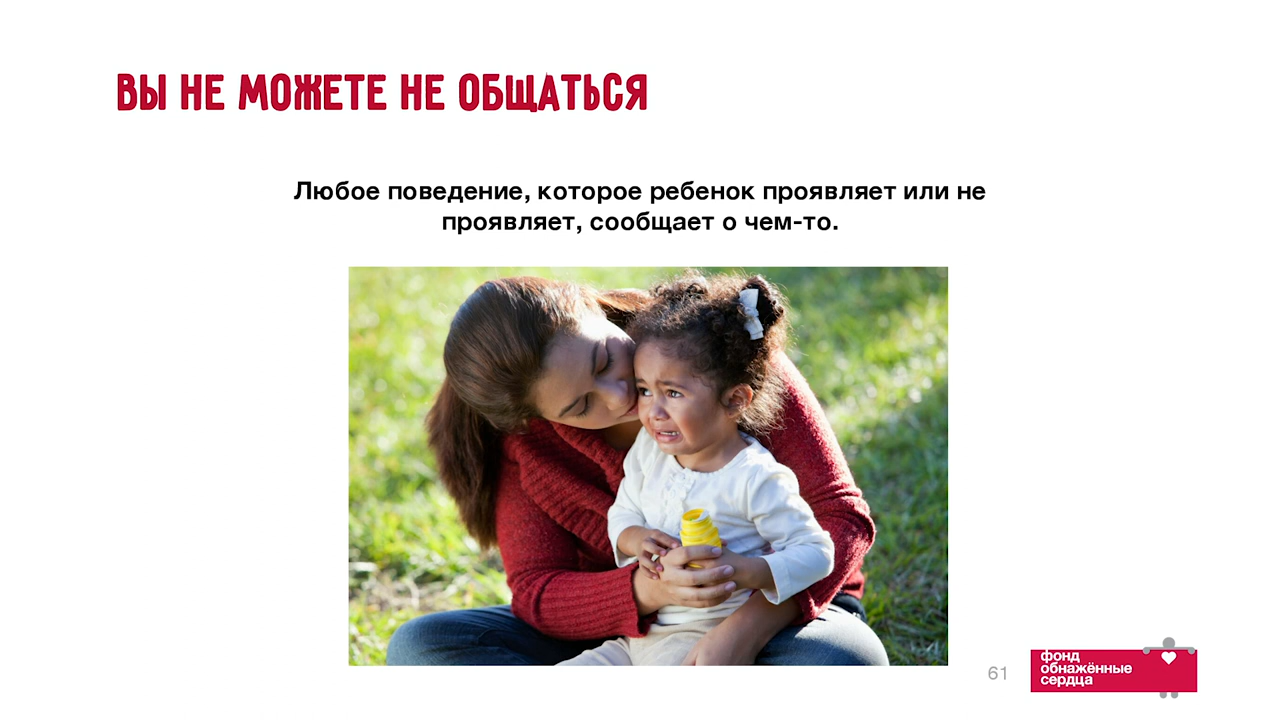 ВЫ НЕ МОЖЕТЕ НЕ ОБЩАТЬСЯ
Любое поведение, которое ребенок проявляет или не
проявляет, сообщает о чем-то.
61
фонд
обнажённые
сердца